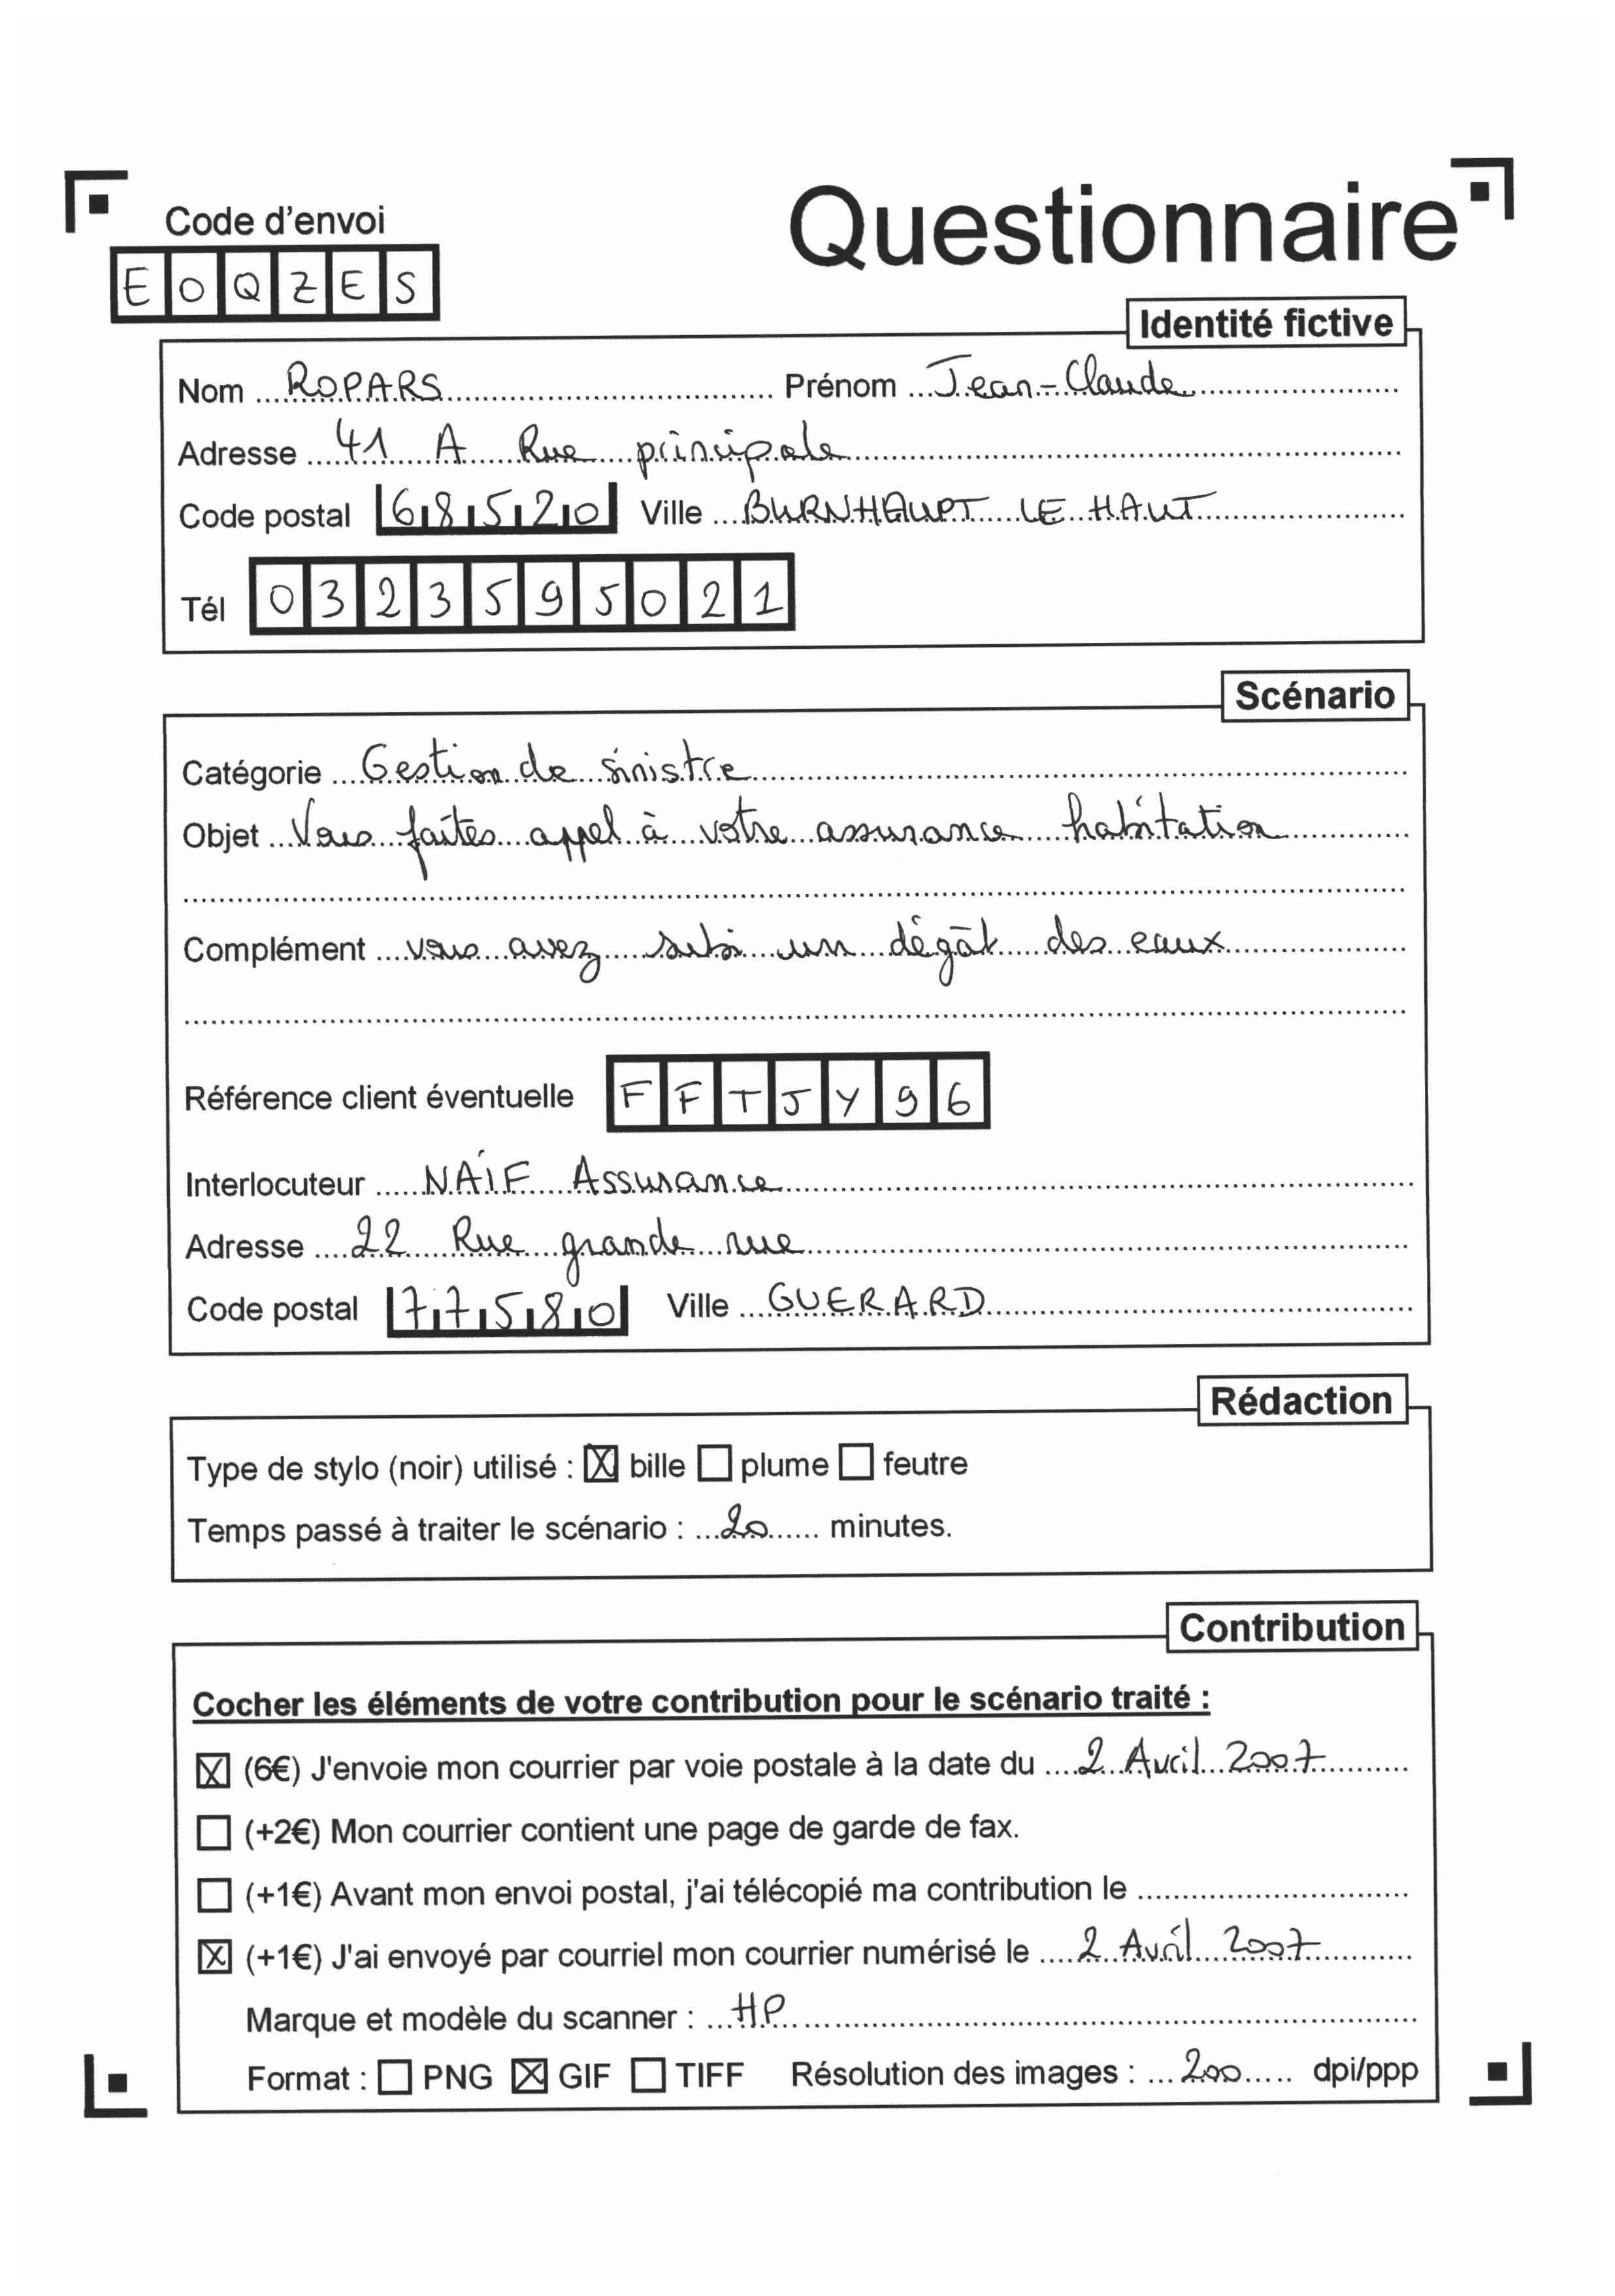 Questionnaire
Code d'envoi
EOQZES
Identité fictive
Nom ROPARS Prénom Jean-Claude
Adresse 41 A Rue principale
Code postal 68520 Ville BURNHAUPT LE HAUT
Tél 0323595021
Scénario
Catégorie Gestion de sinistre
Objet Vous faîtes appel à votre assurance habitation
Complément vous avez subi un dégât des eaux
Référence client éventuelle FFTJY96
Interlocuteur NAÏF Assurance
Adresse 22 Rue grande rue
Code postal 77580 Ville GUERARD
Rédaction
Type de stylo (noir) utilisé : ☒ bille ☐ plume ☐ feutre
Temps passé à traiter le scénario : 20 minutes.
Contribution
Cocher les éléments de votre contribution pour le scénario traité :
☒ (6€) J'envoie mon courrier par voie postale à la date du 2 Avril 2007
☐ (+2€) Mon courrier contient une page de garde de fax.
☐ (+1€) Avant mon envoi postal, j'ai télécopié ma contribution le
☒ (+1€) J'ai envoyé par courriel mon courrier numérisé le 2 Avril 2007
Marque et modèle du scanner : HP
Format : ☐ PNG ☒ GIF ☐ TIFF Résolution des images : 200 dpi/ppp